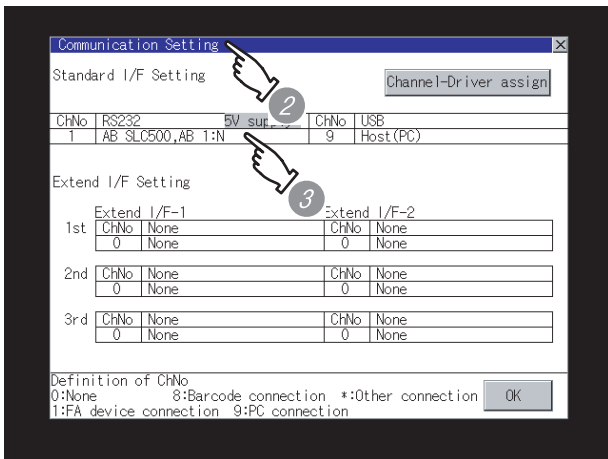 Communication Setting
Standard I/F Setting
Channel-Driver assign
ChNo RS232 5V ChNo USB
1 AB SLC500,AB 1:N 9 Host(PC)
Extend I/F Setting
Extend I/F-1 Extend I/F-2
1st ChNo None ChNo None
0 None 0 None
2nd ChNo None ChNo None
0 None 0 None
3rd ChNo None ChNo None
0 None 0 None
Definition of ChNo
0:None 8:Barcode connection *:Other connection
1:FA device connection 9:PC connection
OK
2
3